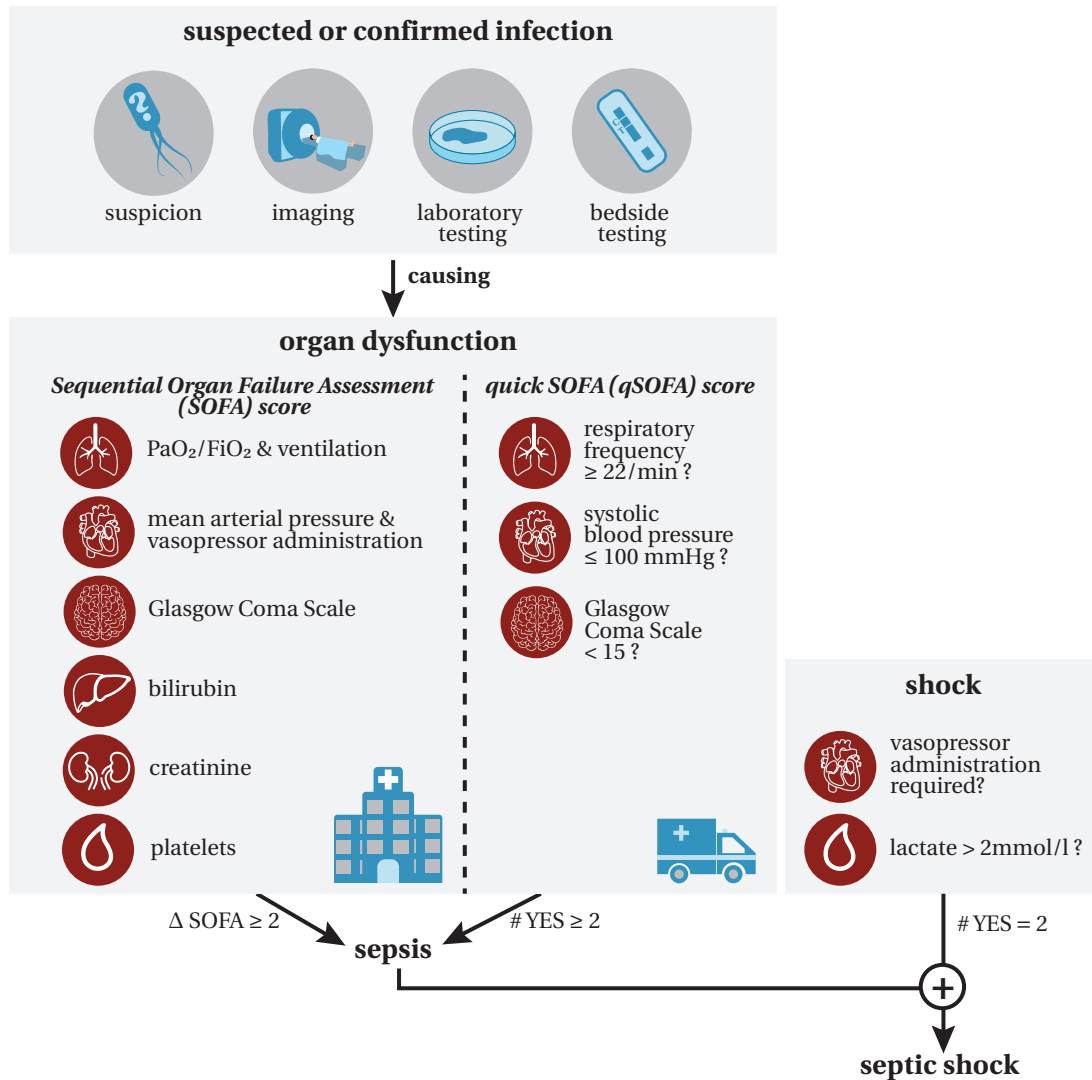 suspected or confirmed infection
suspicion
imaging
laboratory
testing
bedside
testing
causing
organ dysfunction
Sequential Organ Failure Assessment
(SOFA) score
PaO₂/FiO₂ & ventilation
mean arterial pressure &
vasopressor administration
Glasgow Coma Scale
bilirubin
creatinine
platelets
quick SOFA (qSOFA) score
respiratory
frequency
≥ 22/min ?
systolic
blood pressure
≤ 100 mmHg ?
Glasgow
Coma Scale
< 15 ?
shock
vasopressor
administration
required?
lactate > 2mmol/l ?
Δ SOFA ≥ 2
# YES ≥ 2
# YES = 2
sepsis
+
septic shock